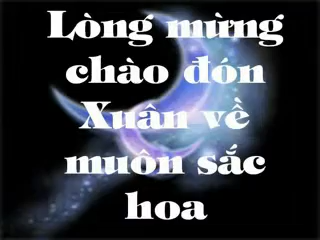 Lòng mừng
chào đón
Xuân về
muôn sắc
hoa